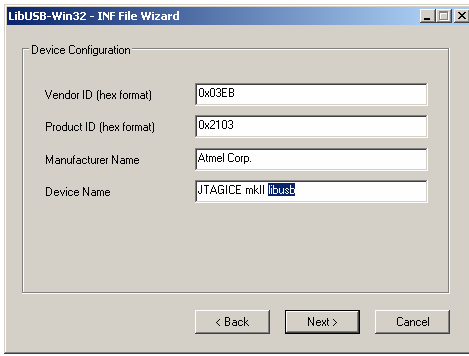 LibUSB-Win32 - INF File Wizard
Device Configuration
Vendor ID (hex format) 0x03EB
Product ID (hex format) 0x2103
Manufacturer Name Atmel Corp.
Device Name JTAGICE mkII libusb
< Back Next > Cancel